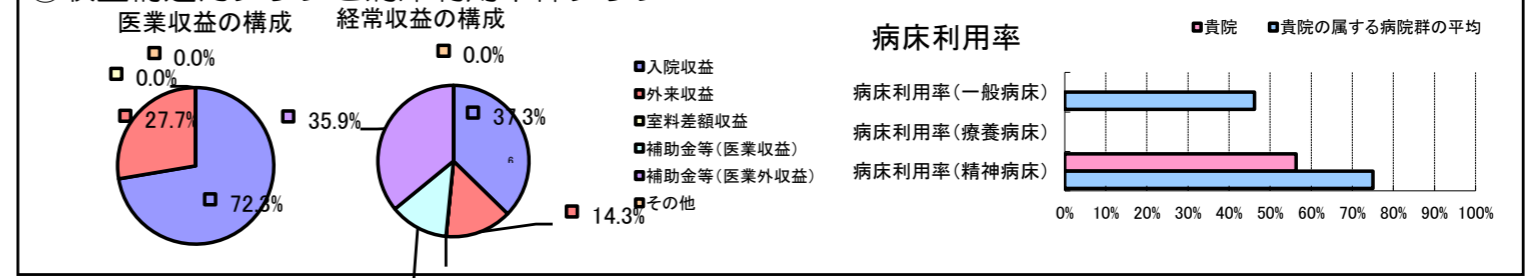 医業収益の構成
0.0%
0.0%
27.7%
72.3%
経常収益の構成
0.0%
37.3%
35.9%
14.3%
入院収益
外来収益
室料差額収益
補助金等(医業収益)
補助金等(医業外収益)
その他
病床利用率
貴院
貴院の属する病院群の平均
病床利用率(一般病床)
病床利用率(療養病床)
病床利用率(精神病床)
0% 10% 20% 30% 40% 50% 60% 70% 80% 90% 100%